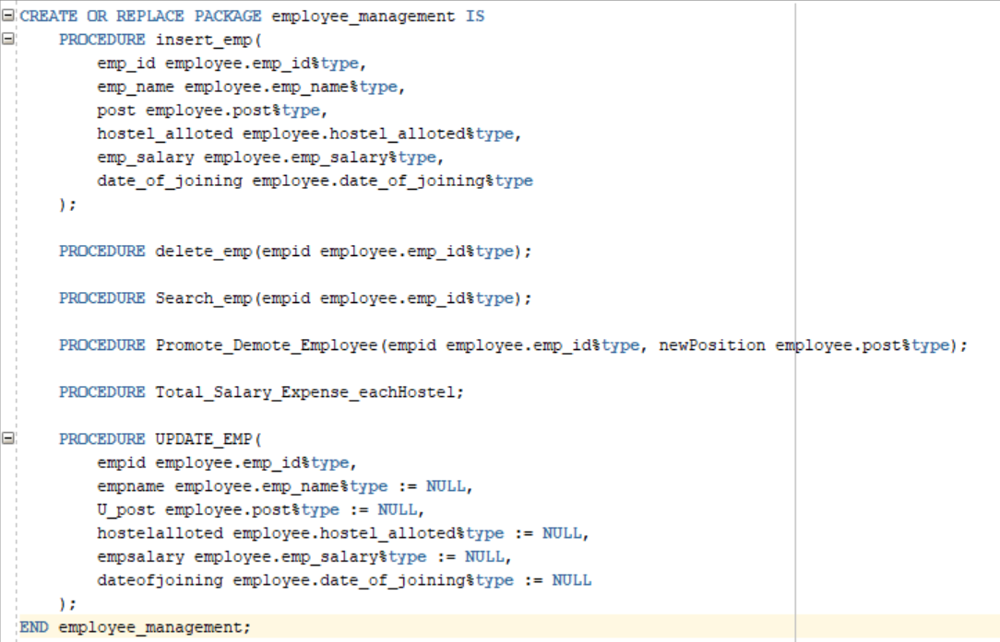 CREATE OR REPLACE PACKAGE employee_management IS
    PROCEDURE insert_emp(
        emp_id employee.emp_id%type,
        emp_name employee.emp_name%type,
        post employee.post%type,
        hostel_alloted employee.hostel_alloted%type,
        emp_salary employee.emp_salary%type,
        date_of_joining employee.date_of_joining%type
    );
    PROCEDURE delete_emp(empid employee.emp_id%type);
    PROCEDURE Search_emp(empid employee.emp_id%type);
    PROCEDURE Promote_Demote_Employee(empid employee.emp_id%type, newPosition employee.post%type);
    PROCEDURE Total_Salary_Expense_eachHostel;
    PROCEDURE UPDATE_EMP(
        empid employee.emp_id%type,
        empname employee.emp_name%type := NULL,
        U_post employee.post%type := NULL,
        hostelalloted employee.hostel_alloted%type := NULL,
        empsalary employee.emp_salary%type := NULL,
        dateofjoining employee.date_of_joining%type := NULL
    );
END employee_management;